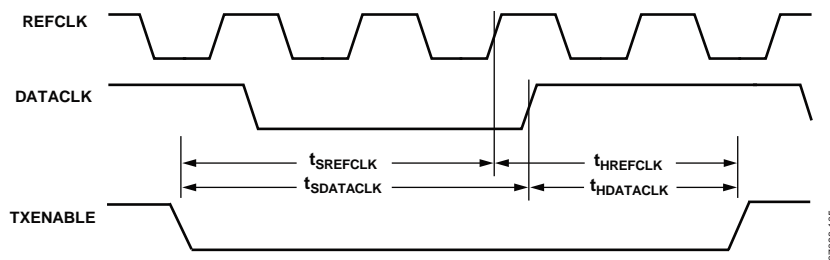 REFCLK
DATACLK
tSREFCLK
tHREFCLK
tSDATACLK
tHDATACLK
TXENABLE